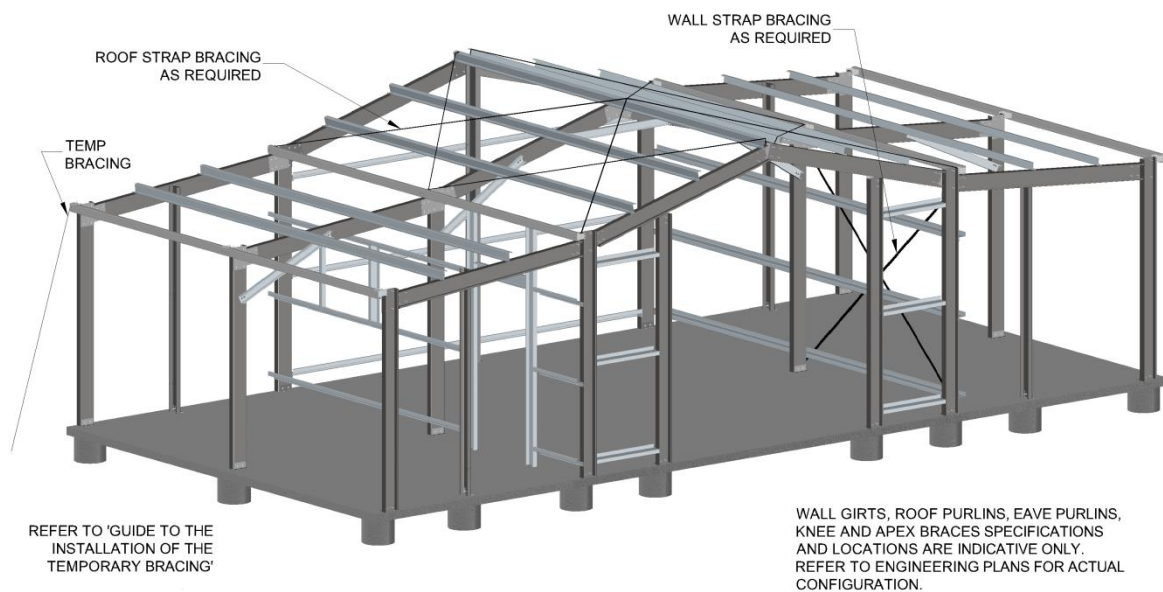 WALL STRAP BRACING
AS REQUIRED
ROOF STRAP BRACING
AS REQUIRED
TEMP
BRACING
REFER TO 'GUIDE TO THE
INSTALLATION OF THE
TEMPORARY BRACING'
WALL GIRTS, ROOF PURLINS, EAVE PURLINS,
KNEE AND APEX BRACES SPECIFICATIONS
AND LOCATIONS ARE INDICATIVE ONLY.
REFER TO ENGINEERING PLANS FOR ACTUAL
CONFIGURATION.